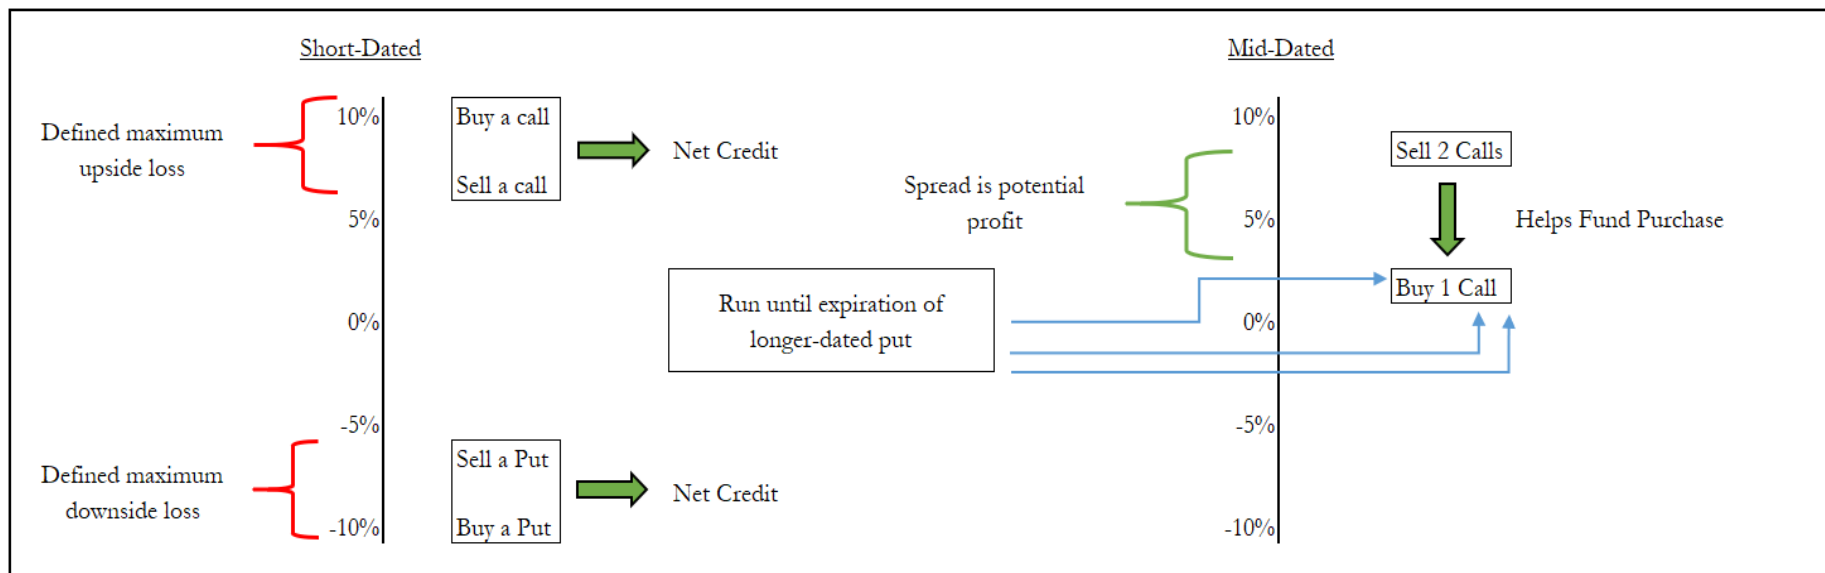 Short-Dated
Mid-Dated
Defined maximum
upside loss
10%
5%
0%
-5%
-10%
Buy a call
Sell a call
Net Credit
Defined maximum
downside loss
Sell a Put
Buy a Put
Net Credit
Run until expiration of
longer-dated put
Spread is potential
profit
10%
5%
0%
-5%
-10%
Sell 2 Calls
Helps Fund Purchase
Buy 1 Call